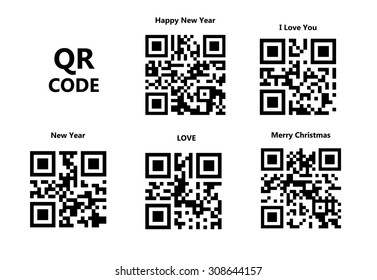 Happy New Year
I Love You
QR
CODE
New Year
LOVE
Merry Christmas
shutterstock.com · 308644157